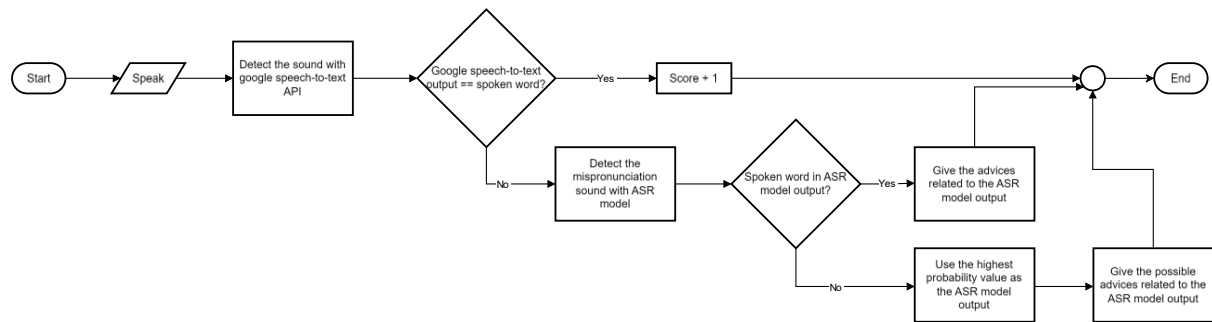 Start
Speak
Detect the sound with
google speech-to-text
API
Google speech-to-text
output == spoken word?
Yes
Score + 1
End
No
Detect the
mispronunciation
sound with ASR
model
Spoken word in ASR
model output?
Yes
Give the advices
related to the ASR
model output
No
Use the highest
probability value as
the ASR model
output
Give the possible
advices related to the
ASR model output